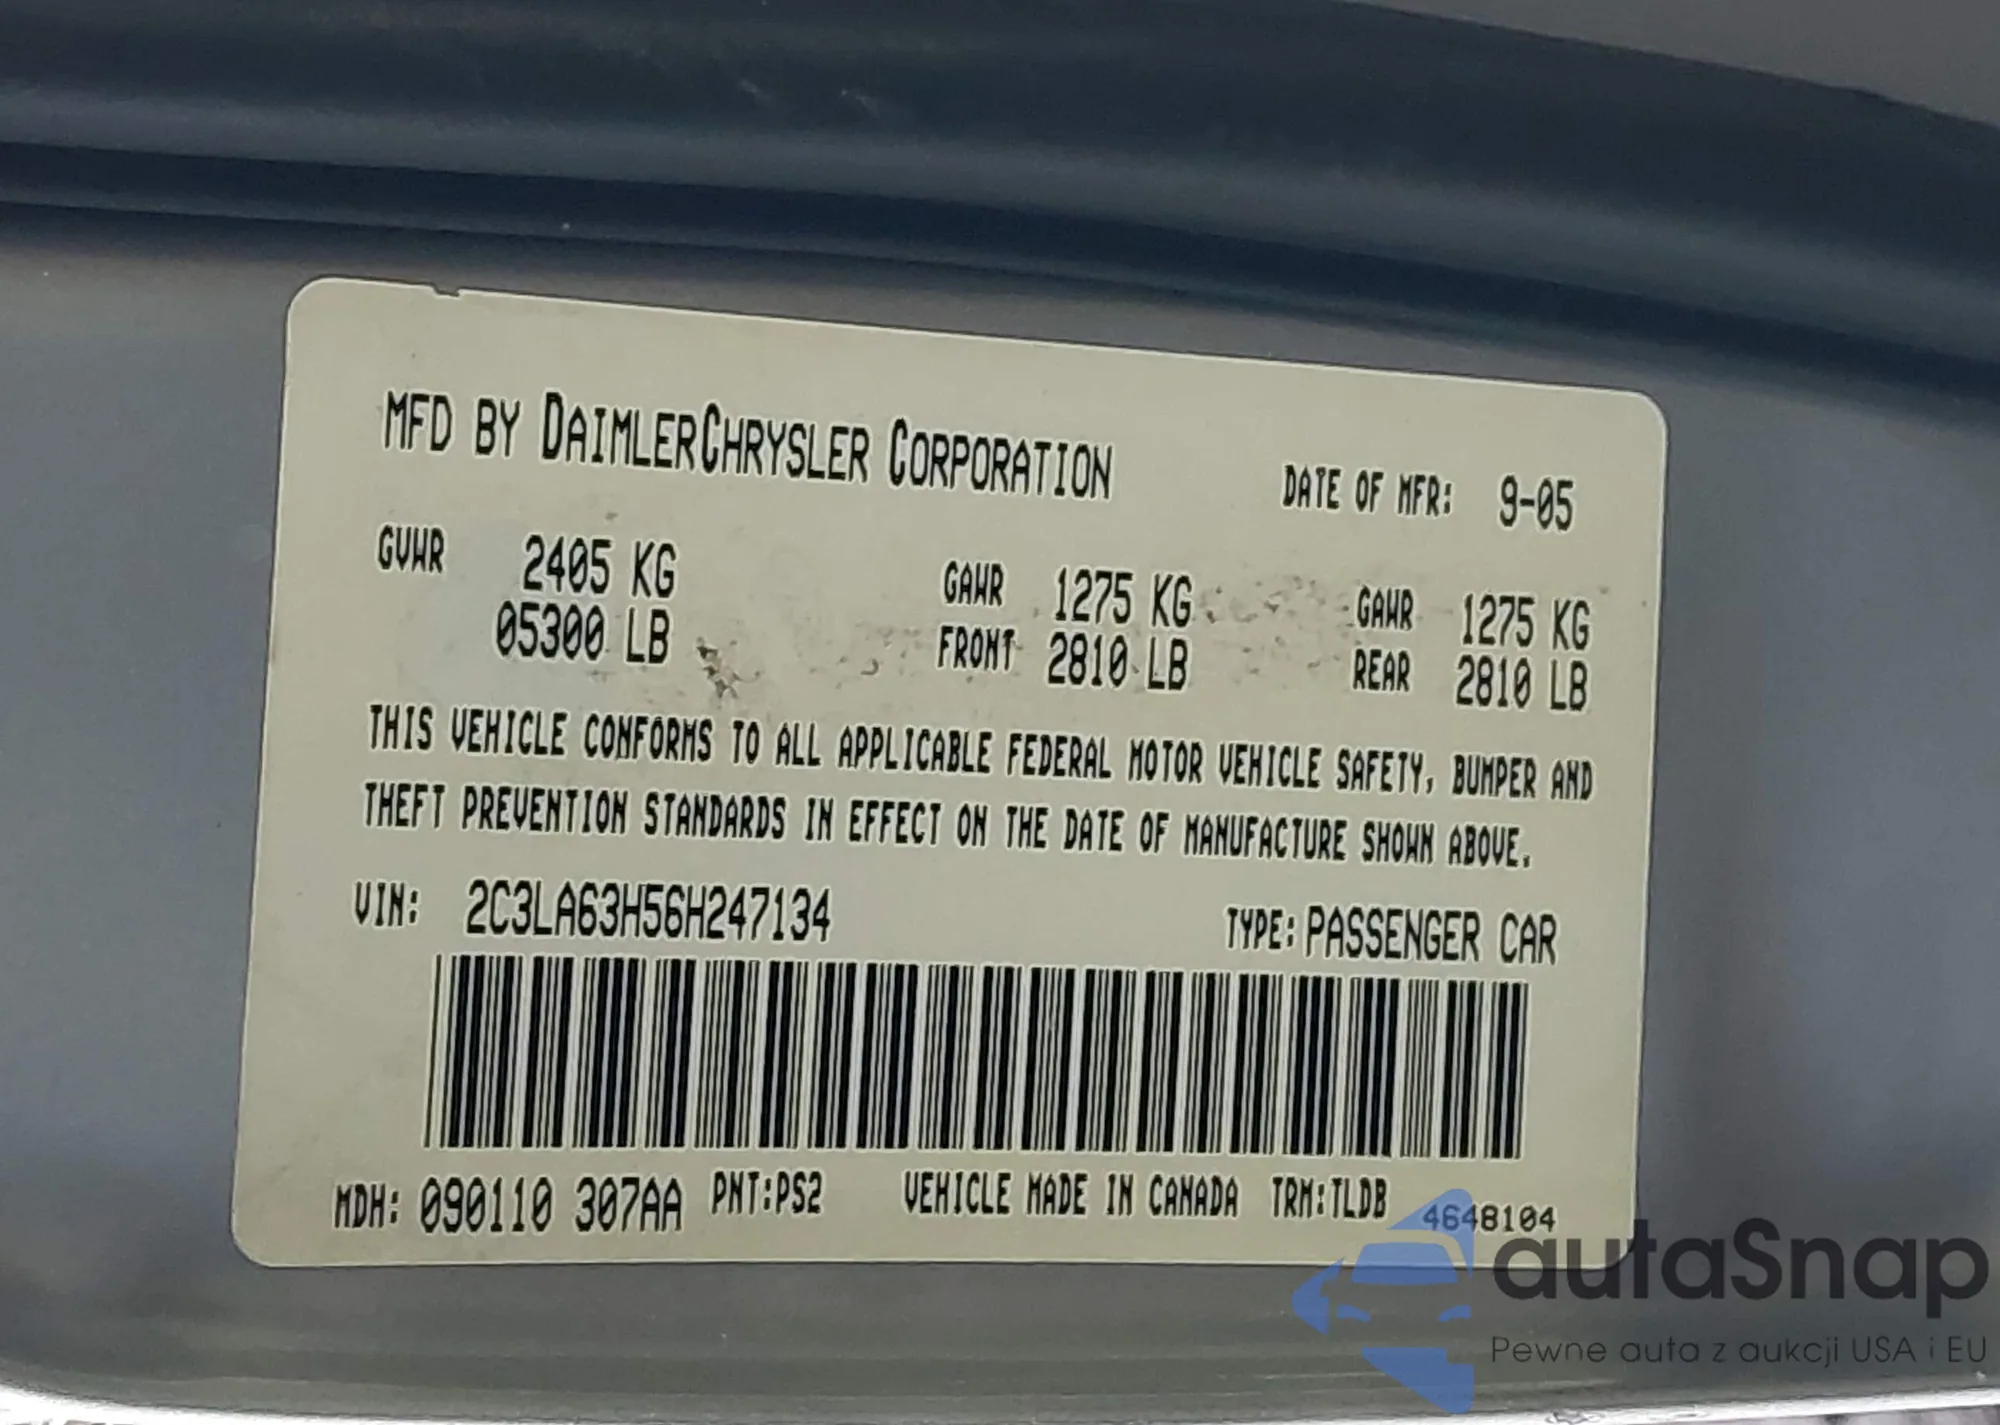 MFD BY DAIMLERCHRYSLER CORPORATION DATE OF MFR: 9-05
GVWR 2405 KG GAWR 1275 KG GAWR 1275 KG
05300 LB FRONT 2810 LB REAR 2810 LB
THIS VEHICLE CONFORMS TO ALL APPLICABLE FEDERAL MOTOR VEHICLE SAFETY, BUMPER AND
THEFT PREVENTION STANDARDS IN EFFECT ON THE DATE OF MANUFACTURE SHOWN ABOVE.
VIN: 2C3LA63H56H247134 TYPE: PASSENGER CAR
MDH: 090110 307AA PNT:PS2 VEHICLE MADE IN CANADA TRM:TLDB 4648104
autaSnap
Pewne auta z aukcji USA i EU